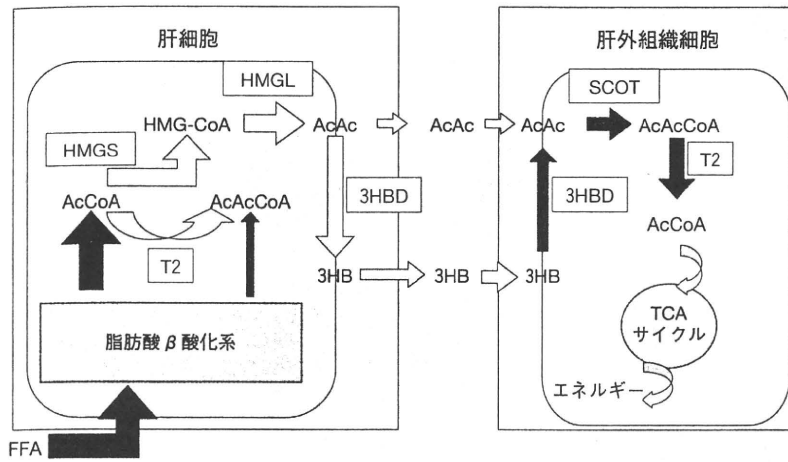 肝細胞
肝外組織細胞
HMGL
SCOT
HMG-CoA
AcAc
AcAc
AcAc
AcAcCoA
HMGS
T2
3HBD
3HBD
AcCoA
AcAcCoA
AcCoA
T2
3HB
3HB
3HB
TCA
サイクル
脂肪酸β酸化系
エネルギー
FFA